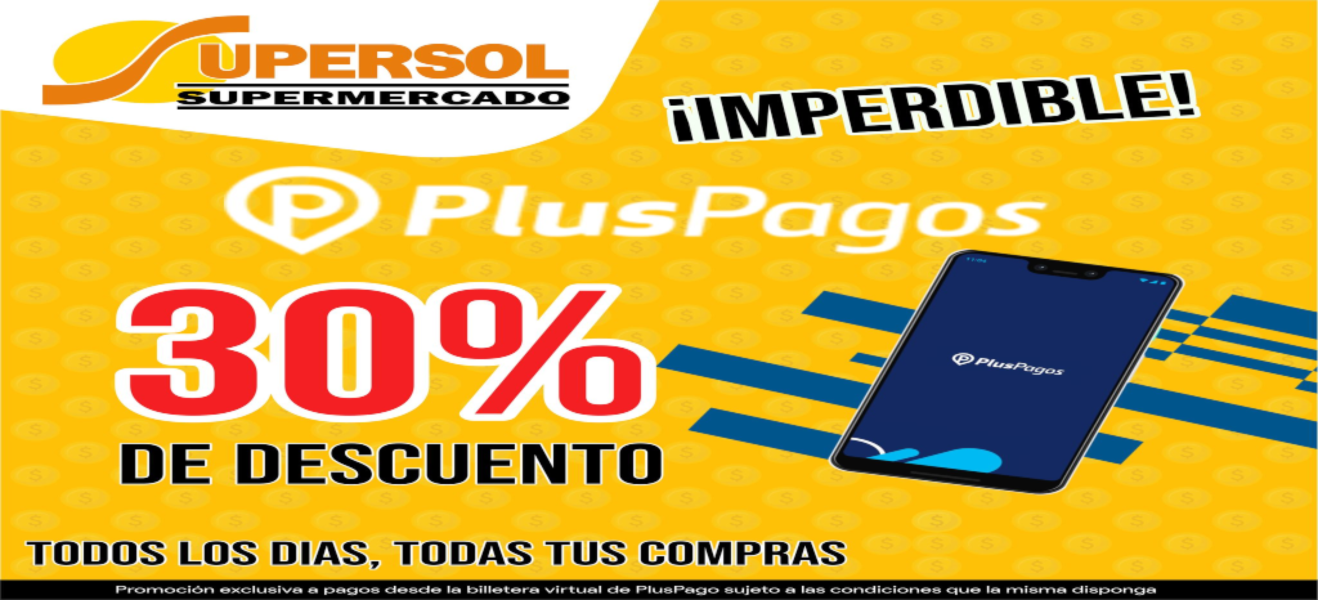 SUPERSOL
SUPERMERCADO
¡IMPERDIBLE!
PlusPagos
30%
DE DESCUENTO
PlusPagos
TODOS LOS DIAS, TODAS TUS COMPRAS
Promoción exclusiva a pagos desde la billetera virtual de PlusPago sujeto a las condiciones que la misma disponga